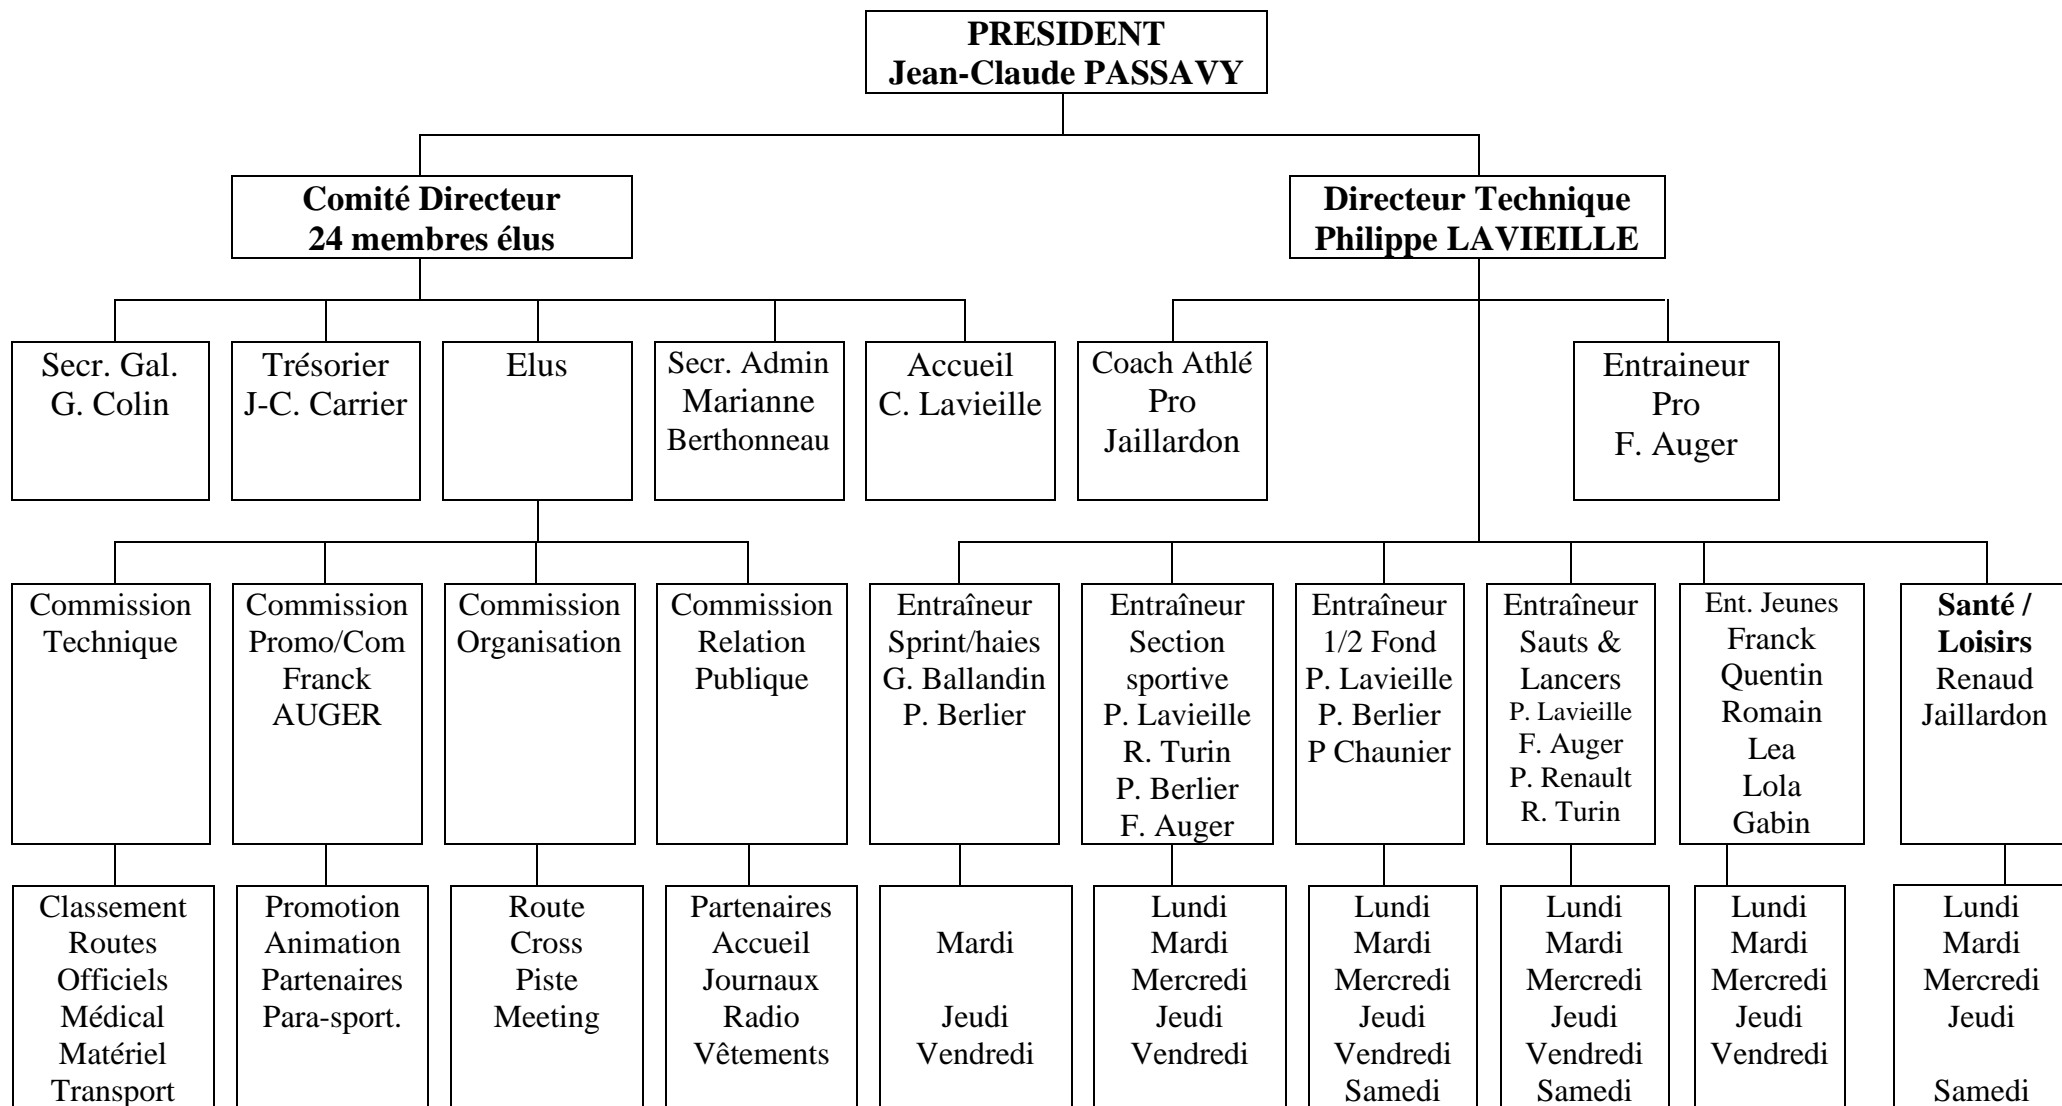 PRESIDENT
Jean-Claude PASSAVY
Comité Directeur
24 membres élus
Directeur Technique
Philippe LAVIEILLE
Secr. Gal.
G. Colin
Trésorier
J-C. Carrier
Elus
Secr. Admin
Marianne
Berthonneau
Accueil
C. Lavieille
Coach Athlé
Pro
Jaillardon
Entraineur
Pro
F. Auger
Commission
Technique
Commission
Promo/Com
Franck
AUGER
Commission
Organisation
Commission
Relation
Publique
Entraîneur
Sprint/haies
G. Ballandin
P. Berlier
Entraîneur
Section
sportive
P. Lavieille
R. Turin
P. Berlier
F. Auger
Entraîneur
1/2 Fond
P. Lavieille
P. Berlier
P Chaunier
Entraîneur
Sauts &
Lancers
P. Lavieille
F. Auger
P. Renault
R. Turin
Ent. Jeunes
Franck
Quentin
Romain
Lea
Lola
Gabin
Santé /
Loisirs
Renaud
Jaillardon
Classement
Routes
Officiels
Médical
Matériel
Transport
Promotion
Animation
Partenaires
Para-sport.
Route
Cross
Piste
Meeting
Partenaires
Accueil
Journaux
Radio
Vêtements
Mardi
Jeudi
Vendredi
Lundi
Mardi
Mercredi
Jeudi
Vendredi
Lundi
Mardi
Mercredi
Jeudi
Vendredi
Samedi
Lundi
Mardi
Mercredi
Jeudi
Vendredi
Samedi
Lundi
Mardi
Mercredi
Jeudi
Vendredi
Lundi
Mardi
Mercredi
Jeudi
Samedi